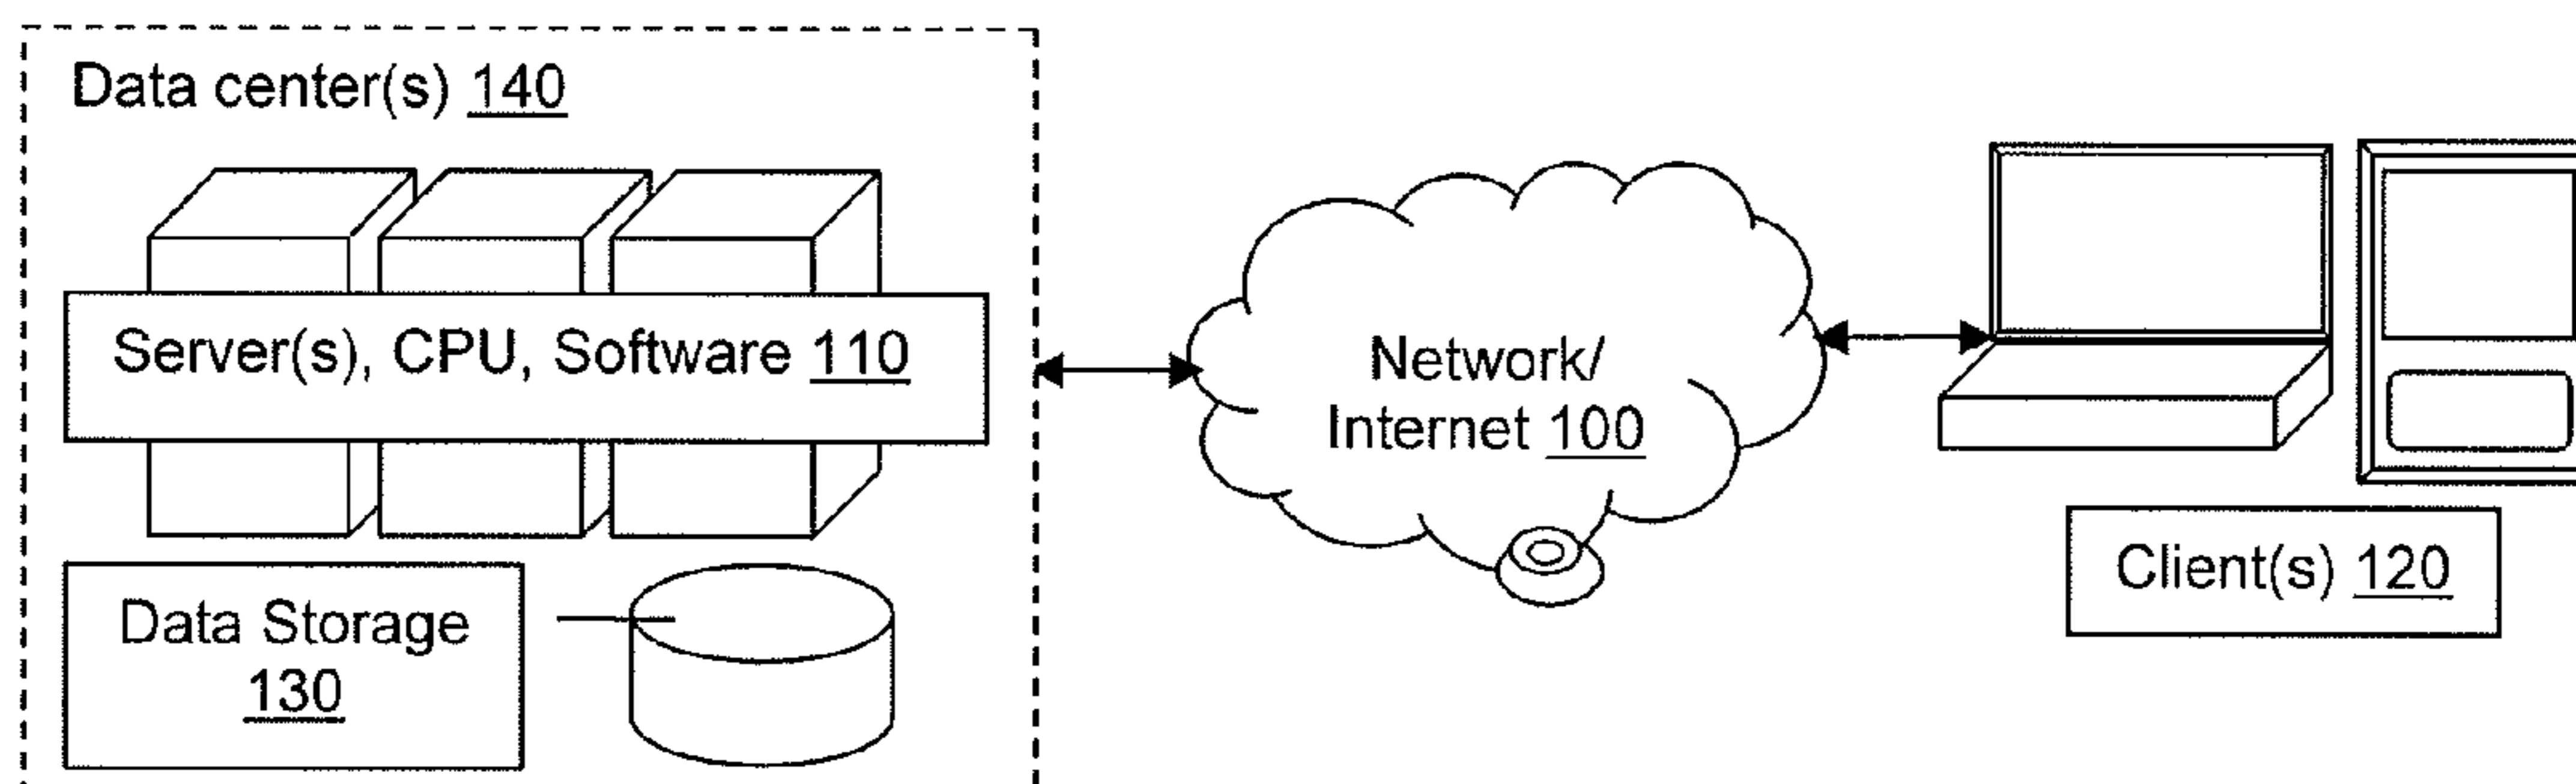 Data center(s) 140
Server(s), CPU, Software 110
Data Storage
130
Network/
Internet 100
Client(s) 120